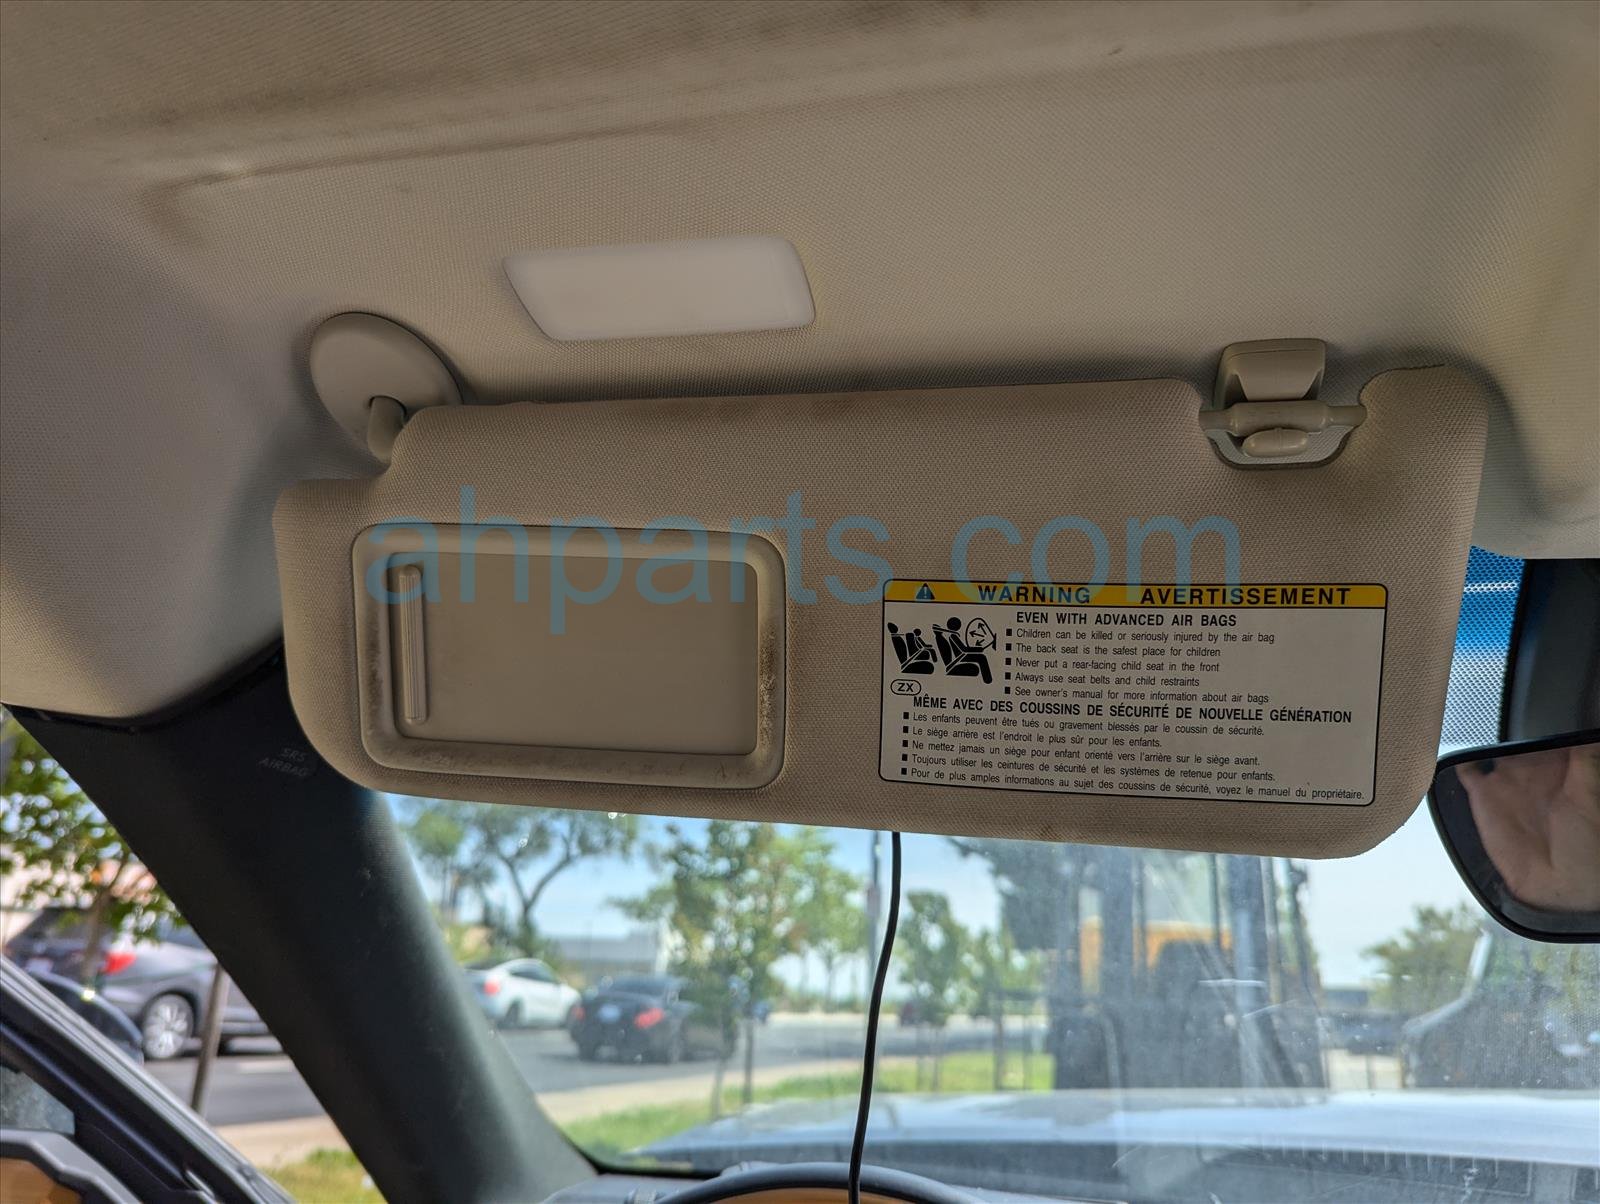 ahparts.com
WARNING AVERTISSEMENT
EVEN WITH ADVANCED AIR BAGS
■ Children can be killed or seriously injured by the air bag
■ The back seat is the safest place for children
■ Never put a rear-facing child seat in the front
■ Always use seat belts and child restraints
■ See owner's manual for more information about air bags
ZX
MÊME AVEC DES COUSSINS DE SÉCURITÉ DE NOUVELLE GÉNÉRATION
■ Les enfants peuvent être tués ou gravement blessés par le coussin de sécurité.
■ Le siège arrière est l'endroit le plus sûr pour les enfants.
■ Ne mettez jamais un siège pour enfant orienté vers l'arrière sur le siège avant.
■ Toujours utiliser les ceintures de sécurité et les systèmes de retenue pour enfants.
■ Pour de plus amples informations au sujet des coussins de sécurité, voyez le manuel du propriétaire.
SRS
AIRBAG